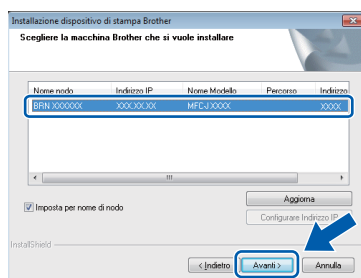 Installazione dispositivo di stampa Brother
Scegliere la macchina Brother che si vuole installare
Nome nodo Indirizzo IP Nome Modello Percorso Indirizzo
BRN XXXXXX XXX.XX.XX MFC-J XXXX XXXX
Imposta per nome di nodo
Aggiorna
Configurare Indirizzo IP
InstallShield
< Indietro Avanti > Annulla